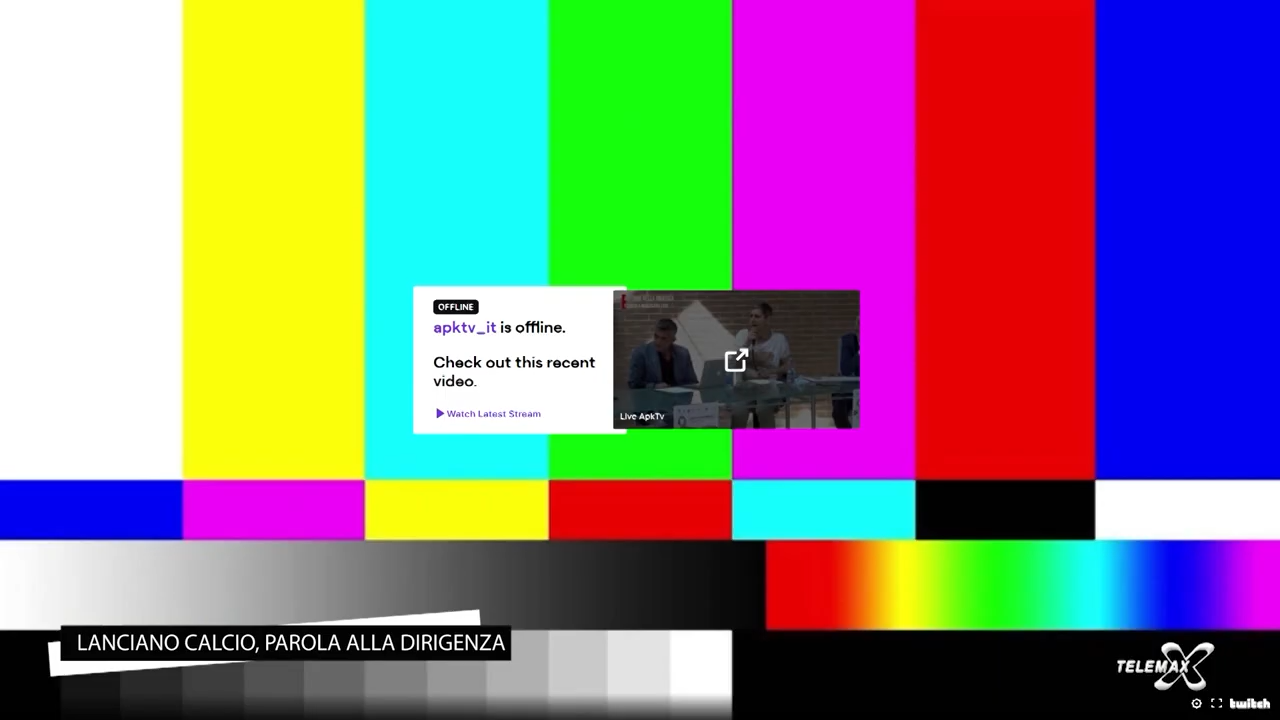 OFFLINE
apktv_it is offline.
Check out this recent
video.
Watch Latest Stream
Live ApkTv
LANCIANO CALCIO, PAROLA ALLA DIRIGENZA
TELEMAX
twitch